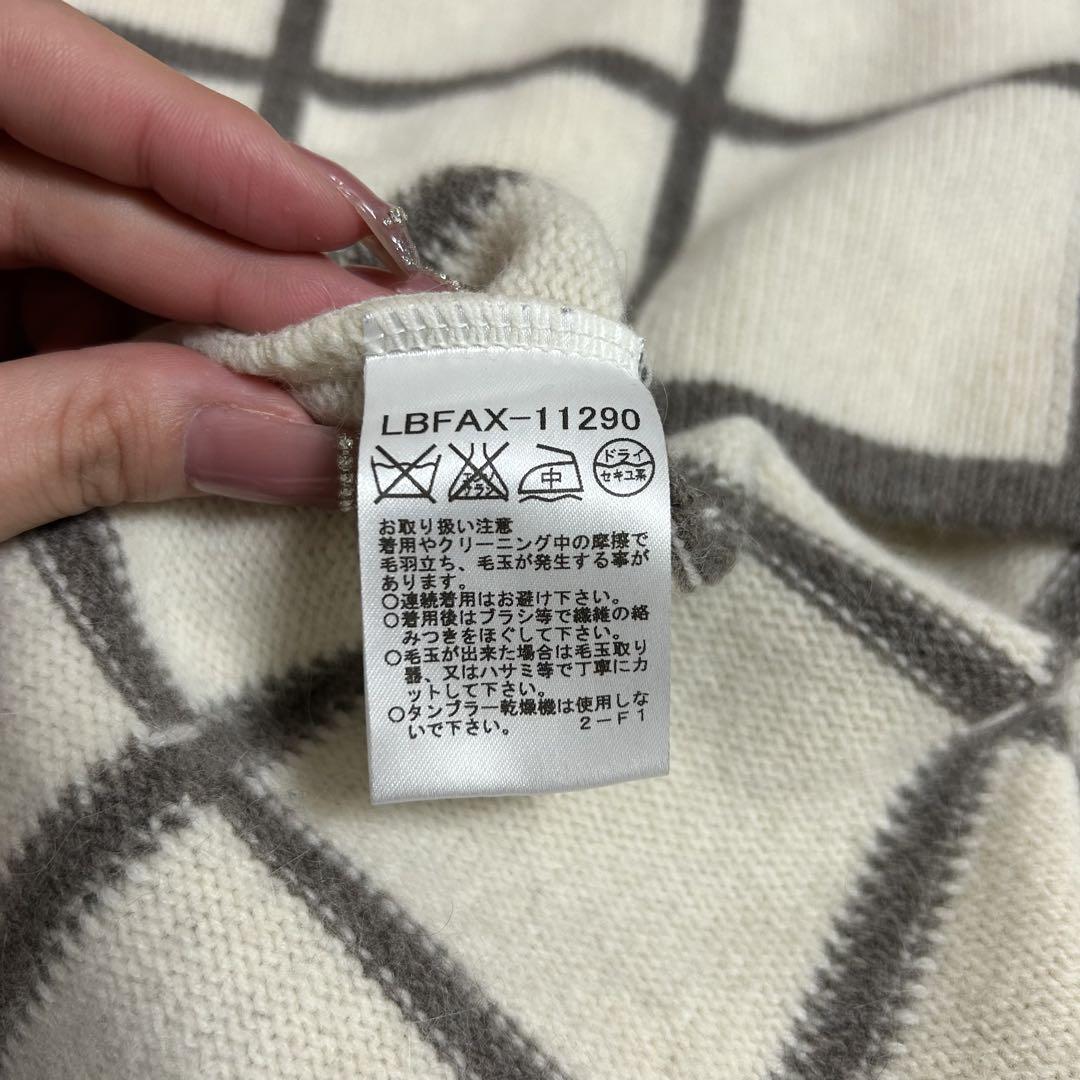 LBFAX-11290
エンソ
サラシ
中
ドライ
セキユ系
お取り扱い注意
着用やクリーニング中の摩擦で
毛羽立ち、毛玉が発生する事が
あります。
○連続着用はお避け下さい。
○着用後はブラシ等で繊維の絡
みつきをほぐして下さい。
○毛玉が出来た場合は毛玉取り
器、又はハサミ等で丁寧にカ
ットして下さい。
○タンブラー乾燥機は使用しな
いで下さい。 2-F1